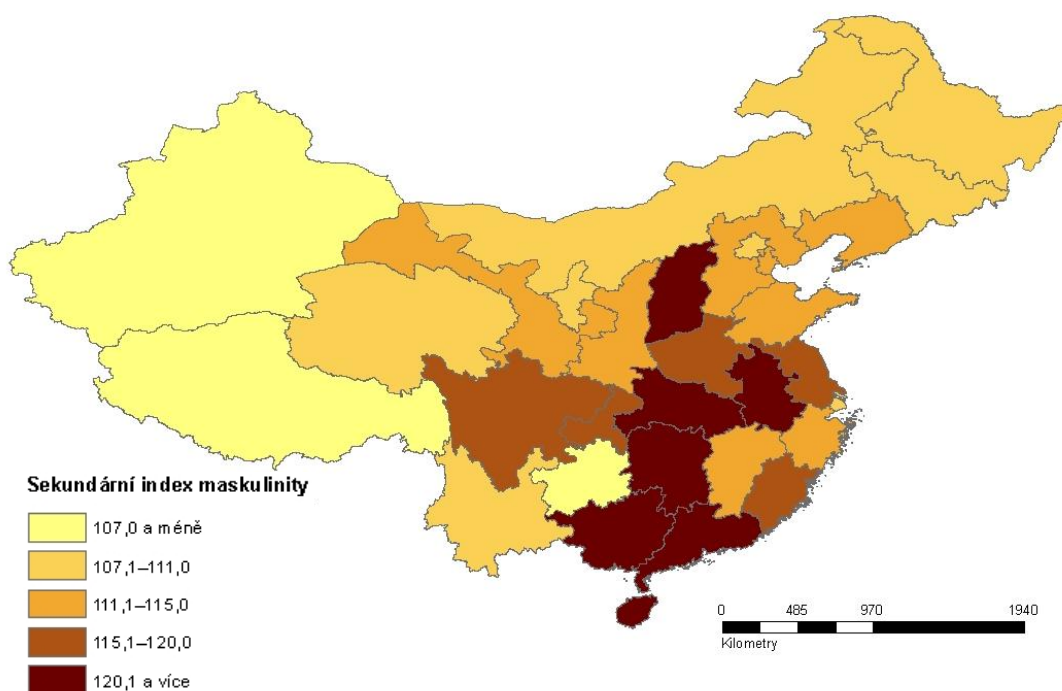 Sekundární index maskulinity
107,0 a méně
107,1–111,0
111,1–115,0
115,1–120,0
120,1 a více
0 485 970 1940
Kilometry